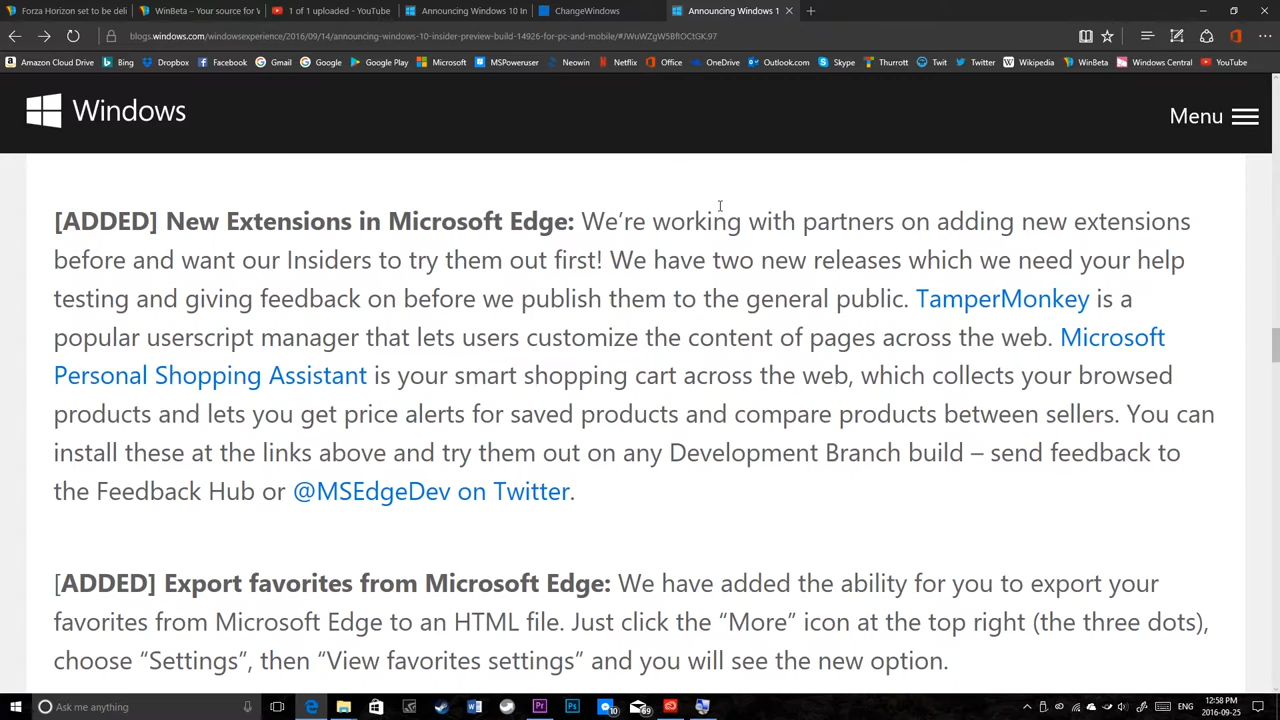 Forza Horizon set to be deli
WinBeta – Your source for V
1 of 1 uploaded - YouTube
Announcing Windows 10 In
ChangeWindows
Announcing Windows 1
blogs.windows.com/windowsexperience/2016/09/14/announcing-windows-10-insider-preview-build-14926-for-pc-and-mobile/#JWuWZgW5BftOCtGK.97
Amazon Cloud Drive Bing Dropbox Facebook Gmail Google Google Play Microsoft MSPoweruser Neowin Netflix Office OneDrive Outlook.com Skype Thurrott Twit Twitter Wikipedia WinBeta Windows Central YouTube
Windows
Menu
[ADDED] New Extensions in Microsoft Edge: We’re working with partners on adding new extensions
before and want our Insiders to try them out first! We have two new releases which we need your help
testing and giving feedback on before we publish them to the general public. TamperMonkey is a
popular userscript manager that lets users customize the content of pages across the web. Microsoft
Personal Shopping Assistant is your smart shopping cart across the web, which collects your browsed
products and lets you get price alerts for saved products and compare products between sellers. You can
install these at the links above and try them out on any Development Branch build – send feedback to
the Feedback Hub or @MSEdgeDev on Twitter.
[ADDED] Export favorites from Microsoft Edge: We have added the ability for you to export your
favorites from Microsoft Edge to an HTML file. Just click the “More” icon at the top right (the three dots),
choose “Settings”, then “View favorites settings” and you will see the new option.
Ask me anything
10
69
ENG
12:58 PM
2016-09-25